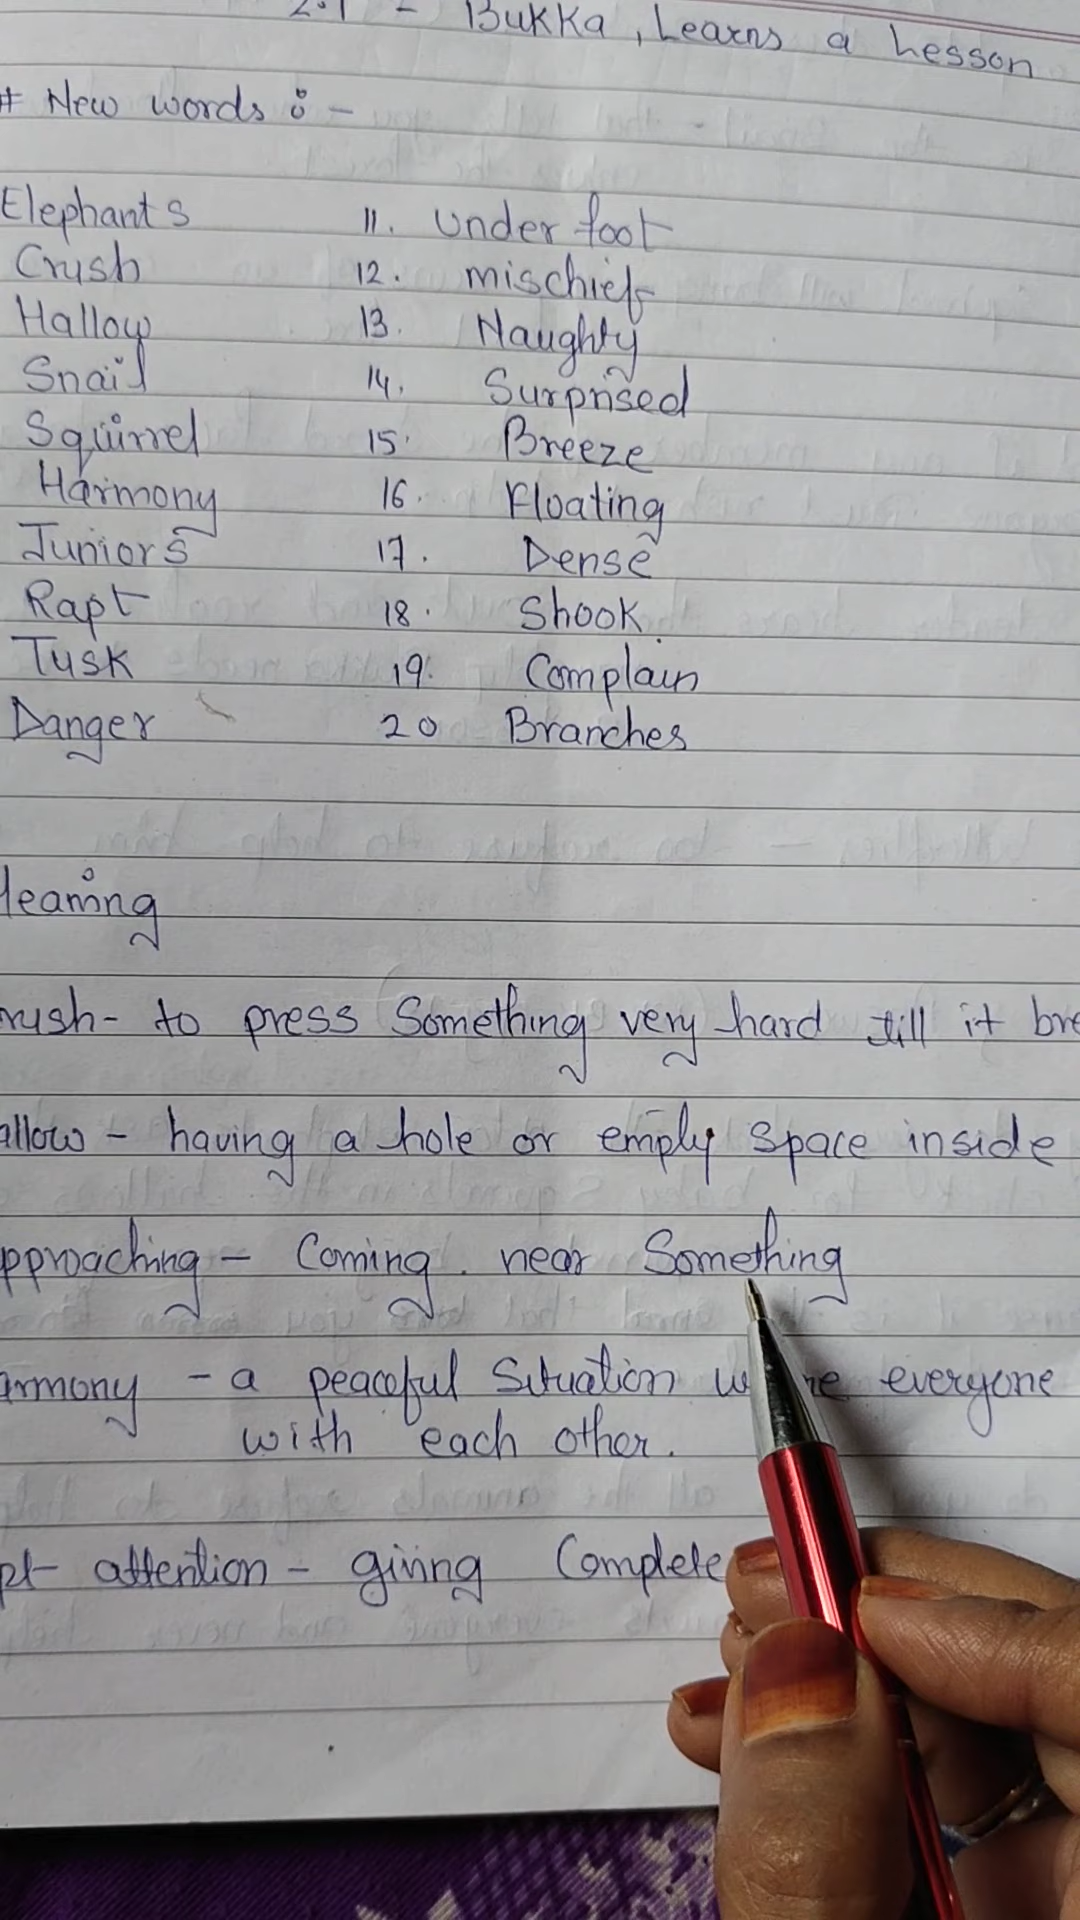 2.1 - Bukka, Learns a Lesson
# New words :-
Elephants 11. Under foot
Crush 12. mischief
Hallow 13. Naughty
Snail 14. Surprised
Squirrel 15. Breeze
Harmony 16. Floating
Juniors 17. Dense
Rapt 18. Shook
Tusk 19. Complain
Danger 20 Branches
leaning
rush- to press Something very hard till it bre
allow - having a hole or emply space inside
pproaching - Coming near Something
armony - a peaceful Situation everyone
with each other.
pt attention - giving Complete